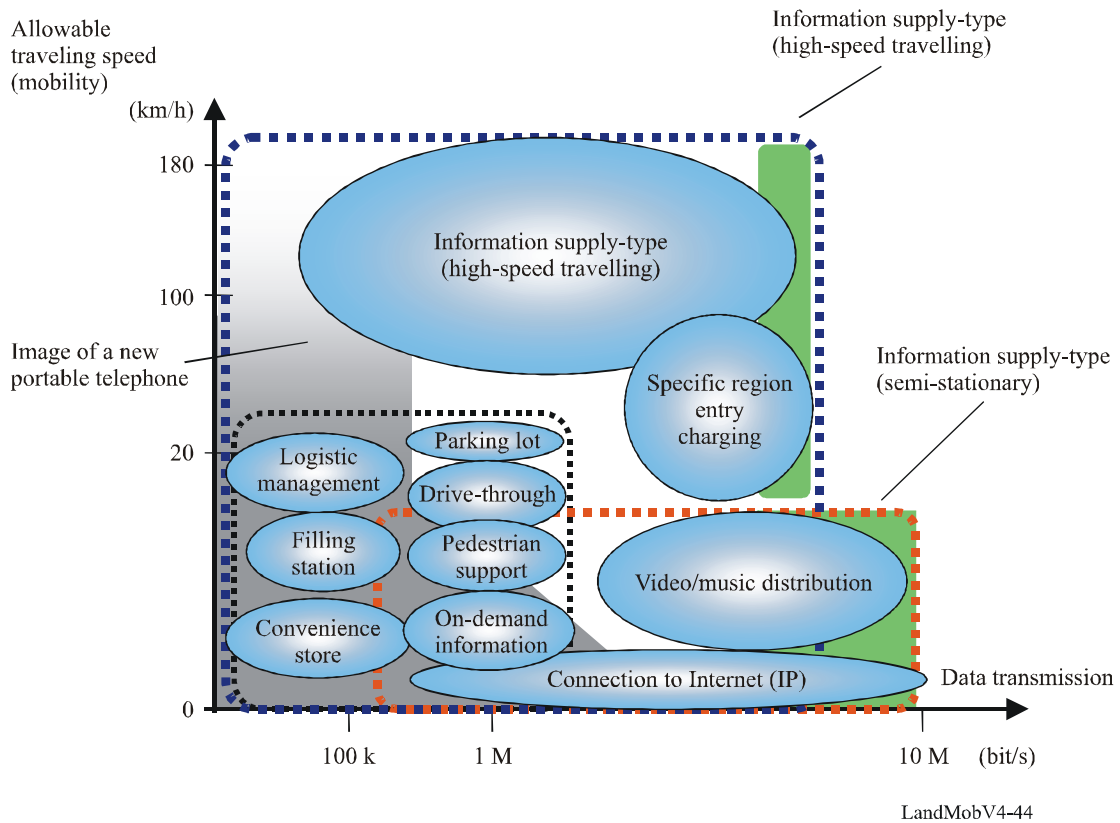 Allowable
traveling speed
(mobility)
(km/h)
Information supply-type
(high-speed travelling)
180
Information supply-type
(high-speed travelling)
100
Image of a new
portable telephone
Information supply-type
(semi-stationary)
Specific region
entry
charging
20
Parking lot
Logistic
management
Drive-through
Filling
station
Pedestrian
support
Video/music distribution
Convenience
store
On-demand
information
Connection to Internet (IP)
Data transmission
0
100 k
1 M
10 M
(bit/s)
LandMobV4-44